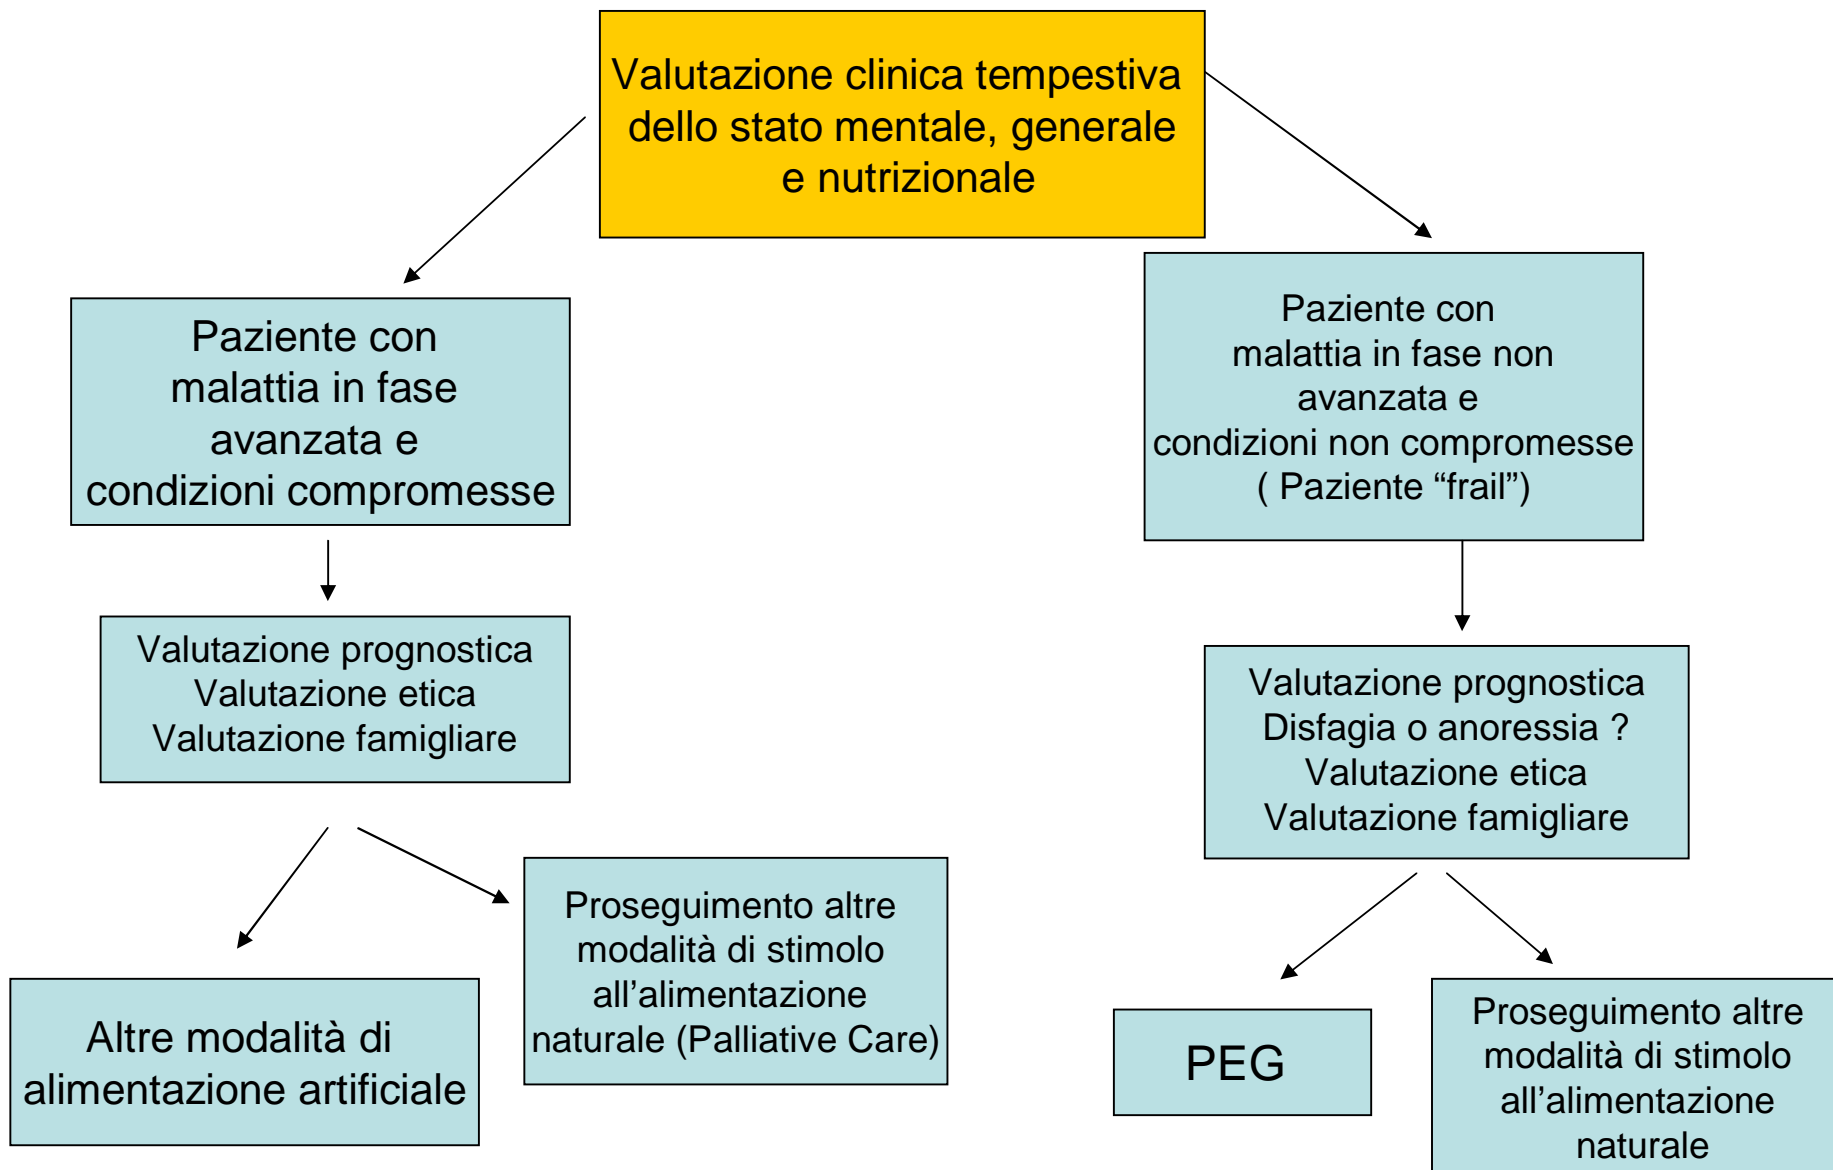 Valutazione clinica tempestiva
dello stato mentale, generale
e nutrizionale
Paziente con
malattia in fase
avanzata e
condizioni compromesse
Paziente con
malattia in fase non
avanzata e
condizioni non compromesse
( Paziente “frail”)
Valutazione prognostica
Valutazione etica
Valutazione famigliare
Valutazione prognostica
Disfagia o anoressia ?
Valutazione etica
Valutazione famigliare
Altre modalità di
alimentazione artificiale
Proseguimento altre
modalità di stimolo
all’alimentazione
naturale (Palliative Care)
PEG
Proseguimento altre
modalità di stimolo
all’alimentazione
naturale